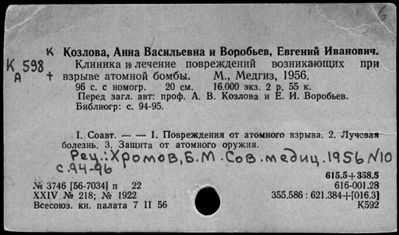 6
К Козлова, Анна Васильевна и Воробьев, Евгений Иванович.
К 598 Клиника и лечение повреждений возникающих при
А + взрыве атомной бомбы. М., Медгиз, 1956.
96 с. с номогр. 20 см. 16.000 экз. 2 р. 55 к.
Перед загл. авт: проф. А. В. Козлова и Е. И. Воробьев.
Библиогр: с. 94-95.
1. Соавт. — — 1. Повреждения от атомного взрыва. 2. Лучевая
болезнь. 3. Защита от атомного оружия.
Рец.: Хромов, Б.М. Сов. медиц. 1956 N10
с. 94-96
615.5+358.5
№ 3746 [56-7034] п 22 616-001.28
XXIV № 218; № 1922 355.586 : 621.384+[016.3]
Всесоюз. кн. палата 7 II 56 К592